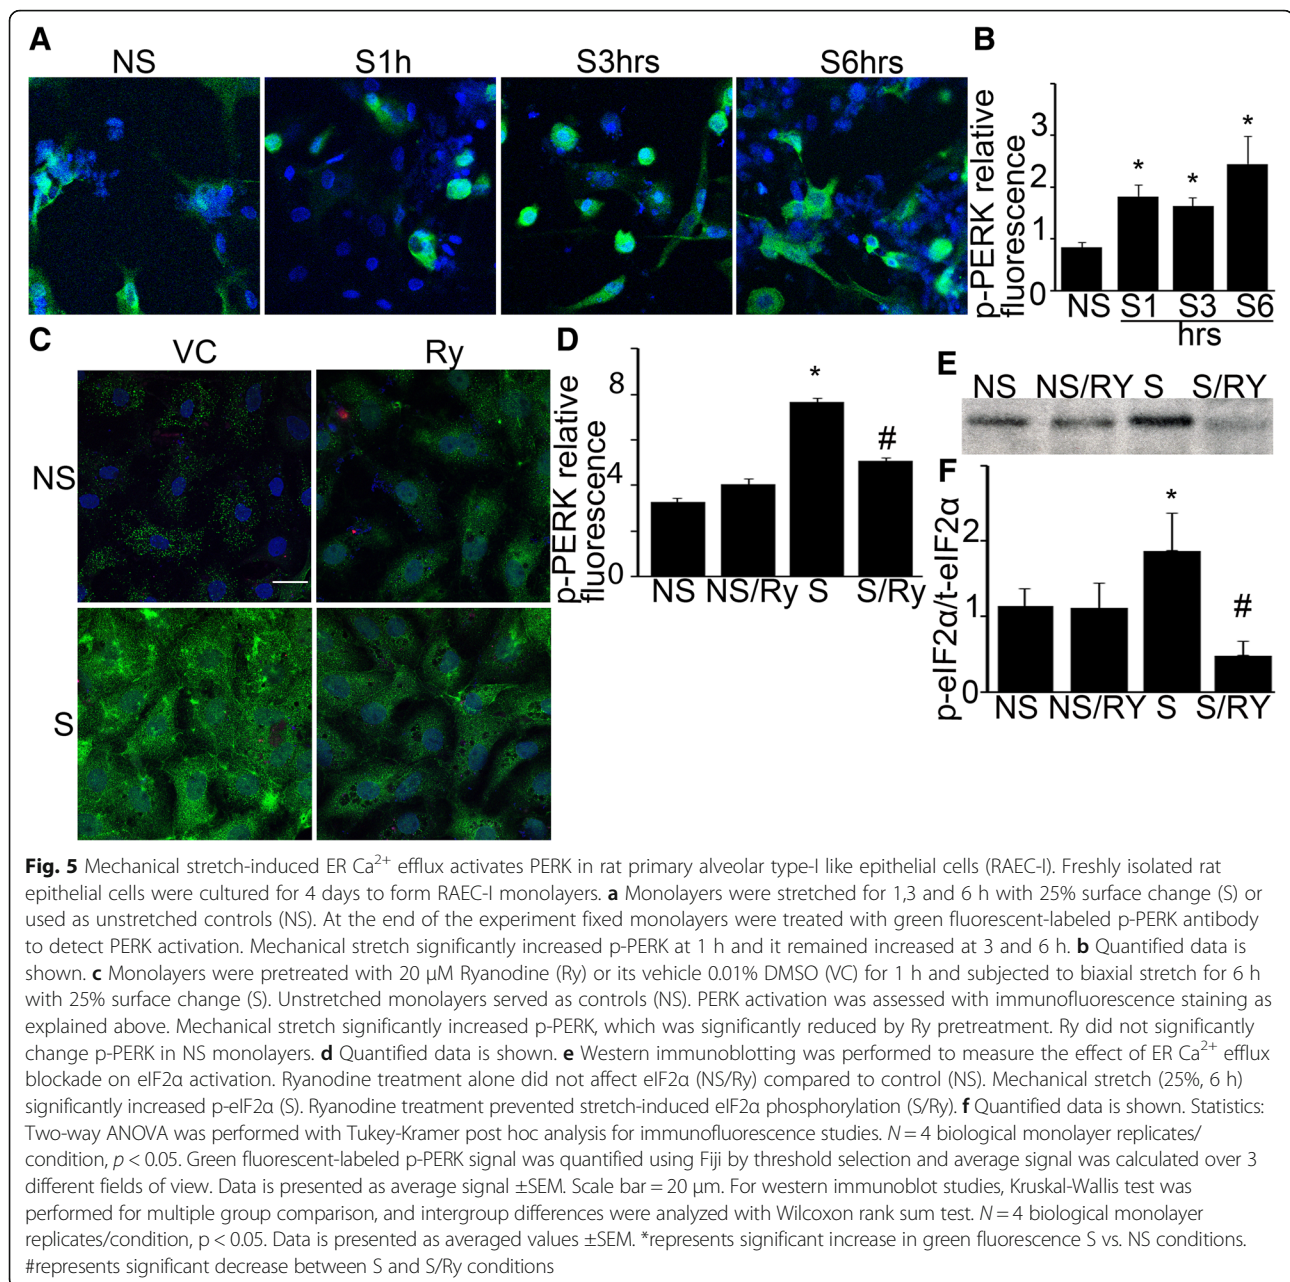 A
NS
S1h
S3hrs
S6hrs
B
p-PERK relative
fluorescence
3
2
1
0
*
*
*
NS
S1
S3
S6
hrs
C
VC
Ry
NS
S
D
p-PERK relative
fluorescence
8
4
0
*
#
NS
NS/Ry
S
S/Ry
E
NS
NS/RY
S
S/RY
F
p-eIF2α/t-eIF2α
2
1
0
*
#
NS
NS/RY
S
S/RY
Fig. 5 Mechanical stretch-induced ER Ca2+ efflux activates PERK in rat primary alveolar type-I like epithelial cells (RAEC-I). Freshly isolated rat
epithelial cells were cultured for 4 days to form RAEC-I monolayers. a Monolayers were stretched for 1,3 and 6 h with 25% surface change (S) or
used as unstretched controls (NS). At the end of the experiment fixed monolayers were treated with green fluorescent-labeled p-PERK antibody
to detect PERK activation. Mechanical stretch significantly increased p-PERK at 1 h and it remained increased at 3 and 6 h. b Quantified data is
shown. c Monolayers were pretreated with 20 μM Ryanodine (Ry) or its vehicle 0.01% DMSO (VC) for 1 h and subjected to biaxial stretch for 6 h
with 25% surface change (S). Unstretched monolayers served as controls (NS). PERK activation was assessed with immunofluorescence staining as
explained above. Mechanical stretch significantly increased p-PERK, which was significantly reduced by Ry pretreatment. Ry did not significantly
change p-PERK in NS monolayers. d Quantified data is shown. e Western immunoblotting was performed to measure the effect of ER Ca2+ efflux
blockade on eIF2α activation. Ryanodine treatment alone did not affect eIF2α (NS/Ry) compared to control (NS). Mechanical stretch (25%, 6 h)
significantly increased p-eIF2α (S). Ryanodine treatment prevented stretch-induced eIF2α phosphorylation (S/Ry). f Quantified data is shown. Statistics:
Two-way ANOVA was performed with Tukey-Kramer post hoc analysis for immunofluorescence studies. N = 4 biological monolayer replicates/
condition, p < 0.05. Green fluorescent-labeled p-PERK signal was quantified using Fiji by threshold selection and average signal was calculated over 3
different fields of view. Data is presented as average signal ±SEM. Scale bar = 20 μm. For western immunoblot studies, Kruskal-Wallis test was
performed for multiple group comparison, and intergroup differences were analyzed with Wilcoxon rank sum test. N = 4 biological monolayer
replicates/condition, p < 0.05. Data is presented as averaged values ±SEM. *represents significant increase in green fluorescence S vs. NS conditions.
#represents significant decrease between S and S/Ry conditions